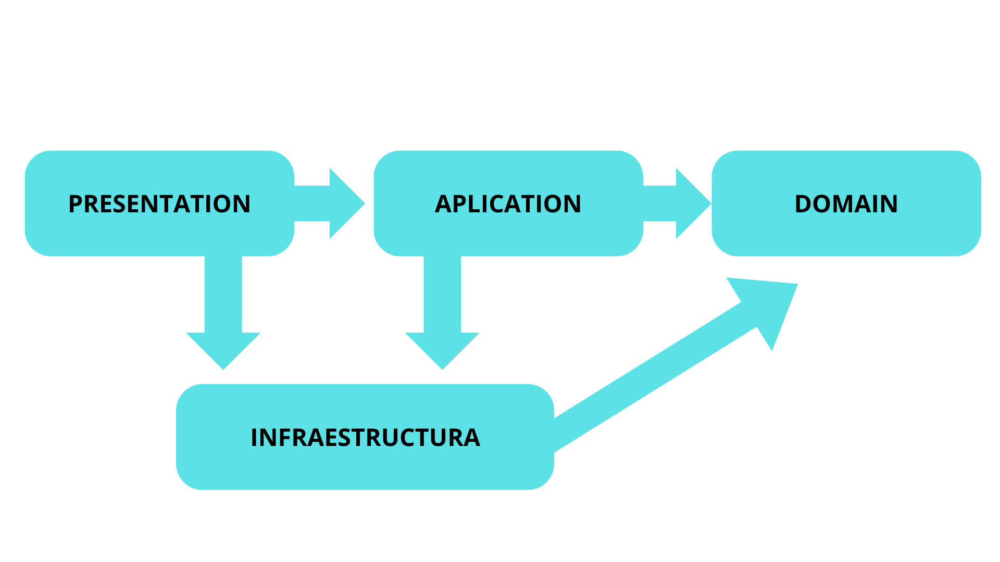 PRESENTATION
APLICATION
DOMAIN
INFRAESTRUCTURA